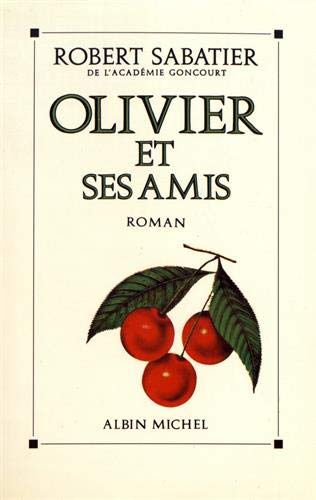 ROBERT SABATIER
DE L'ACADÉMIE GONCOURT
OLIVIER
ET
SES AMIS
ROMAN
ALBIN MICHEL